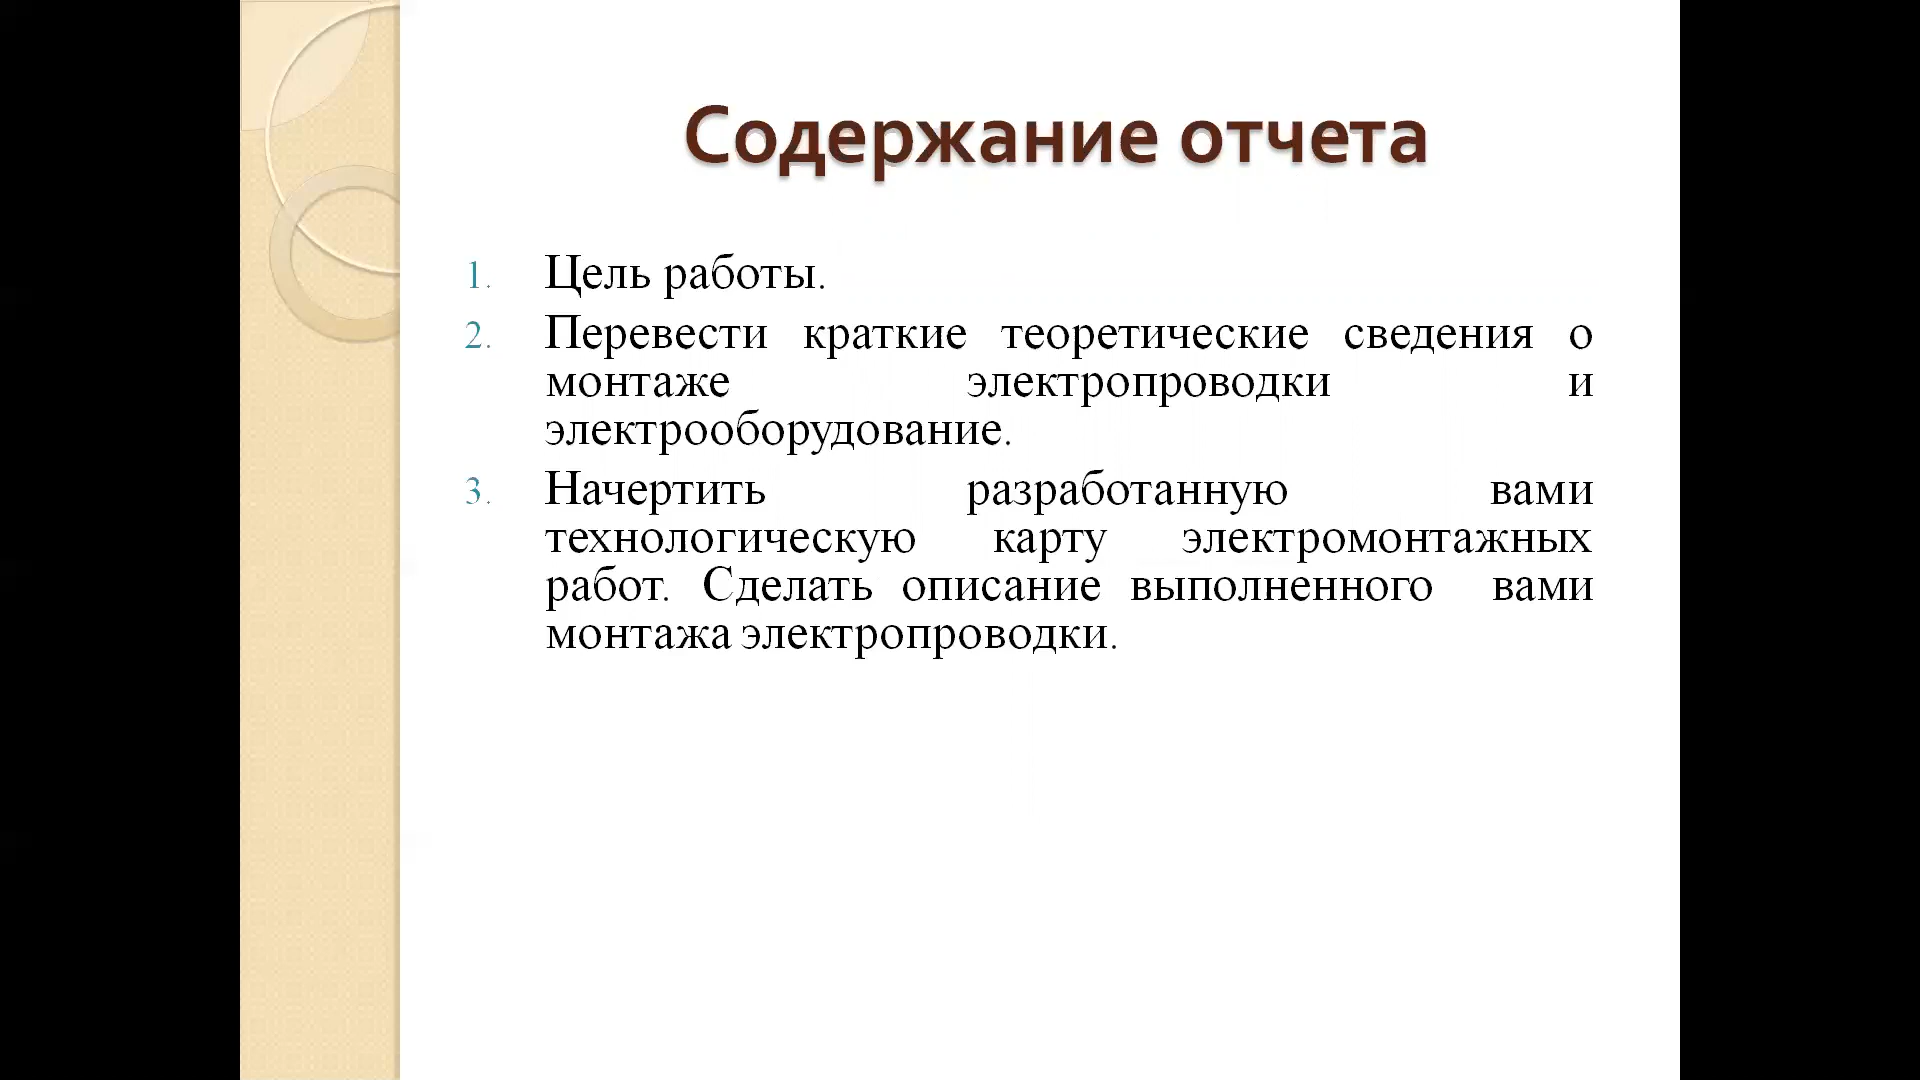 Содержание отчета
1. Цель работы.
2. Перевести краткие теоретические сведения о
монтаже электропроводки и
электрооборудование.
3. Начертить разработанную вами
технологическую карту электромонтажных
работ. Сделать описание выполненного вами
монтажа электропроводки.